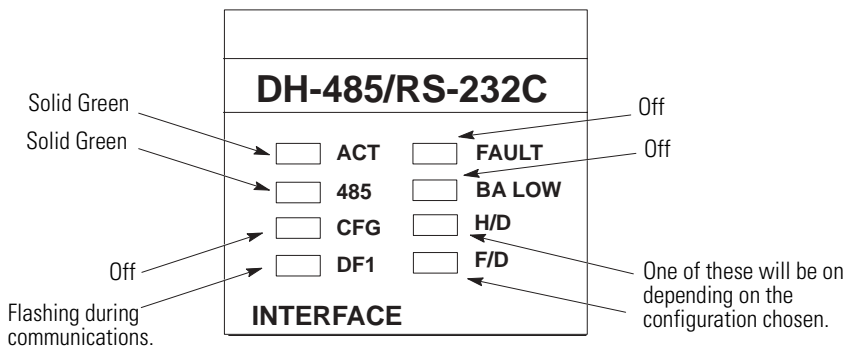 DH-485/RS-232C
Solid Green
Solid Green
Off
Off
ACT
FAULT
485
BA LOW
CFG
H/D
DF1
F/D
Off
Flashing during
communications.
One of these will be on
depending on the
configuration chosen.
INTERFACE